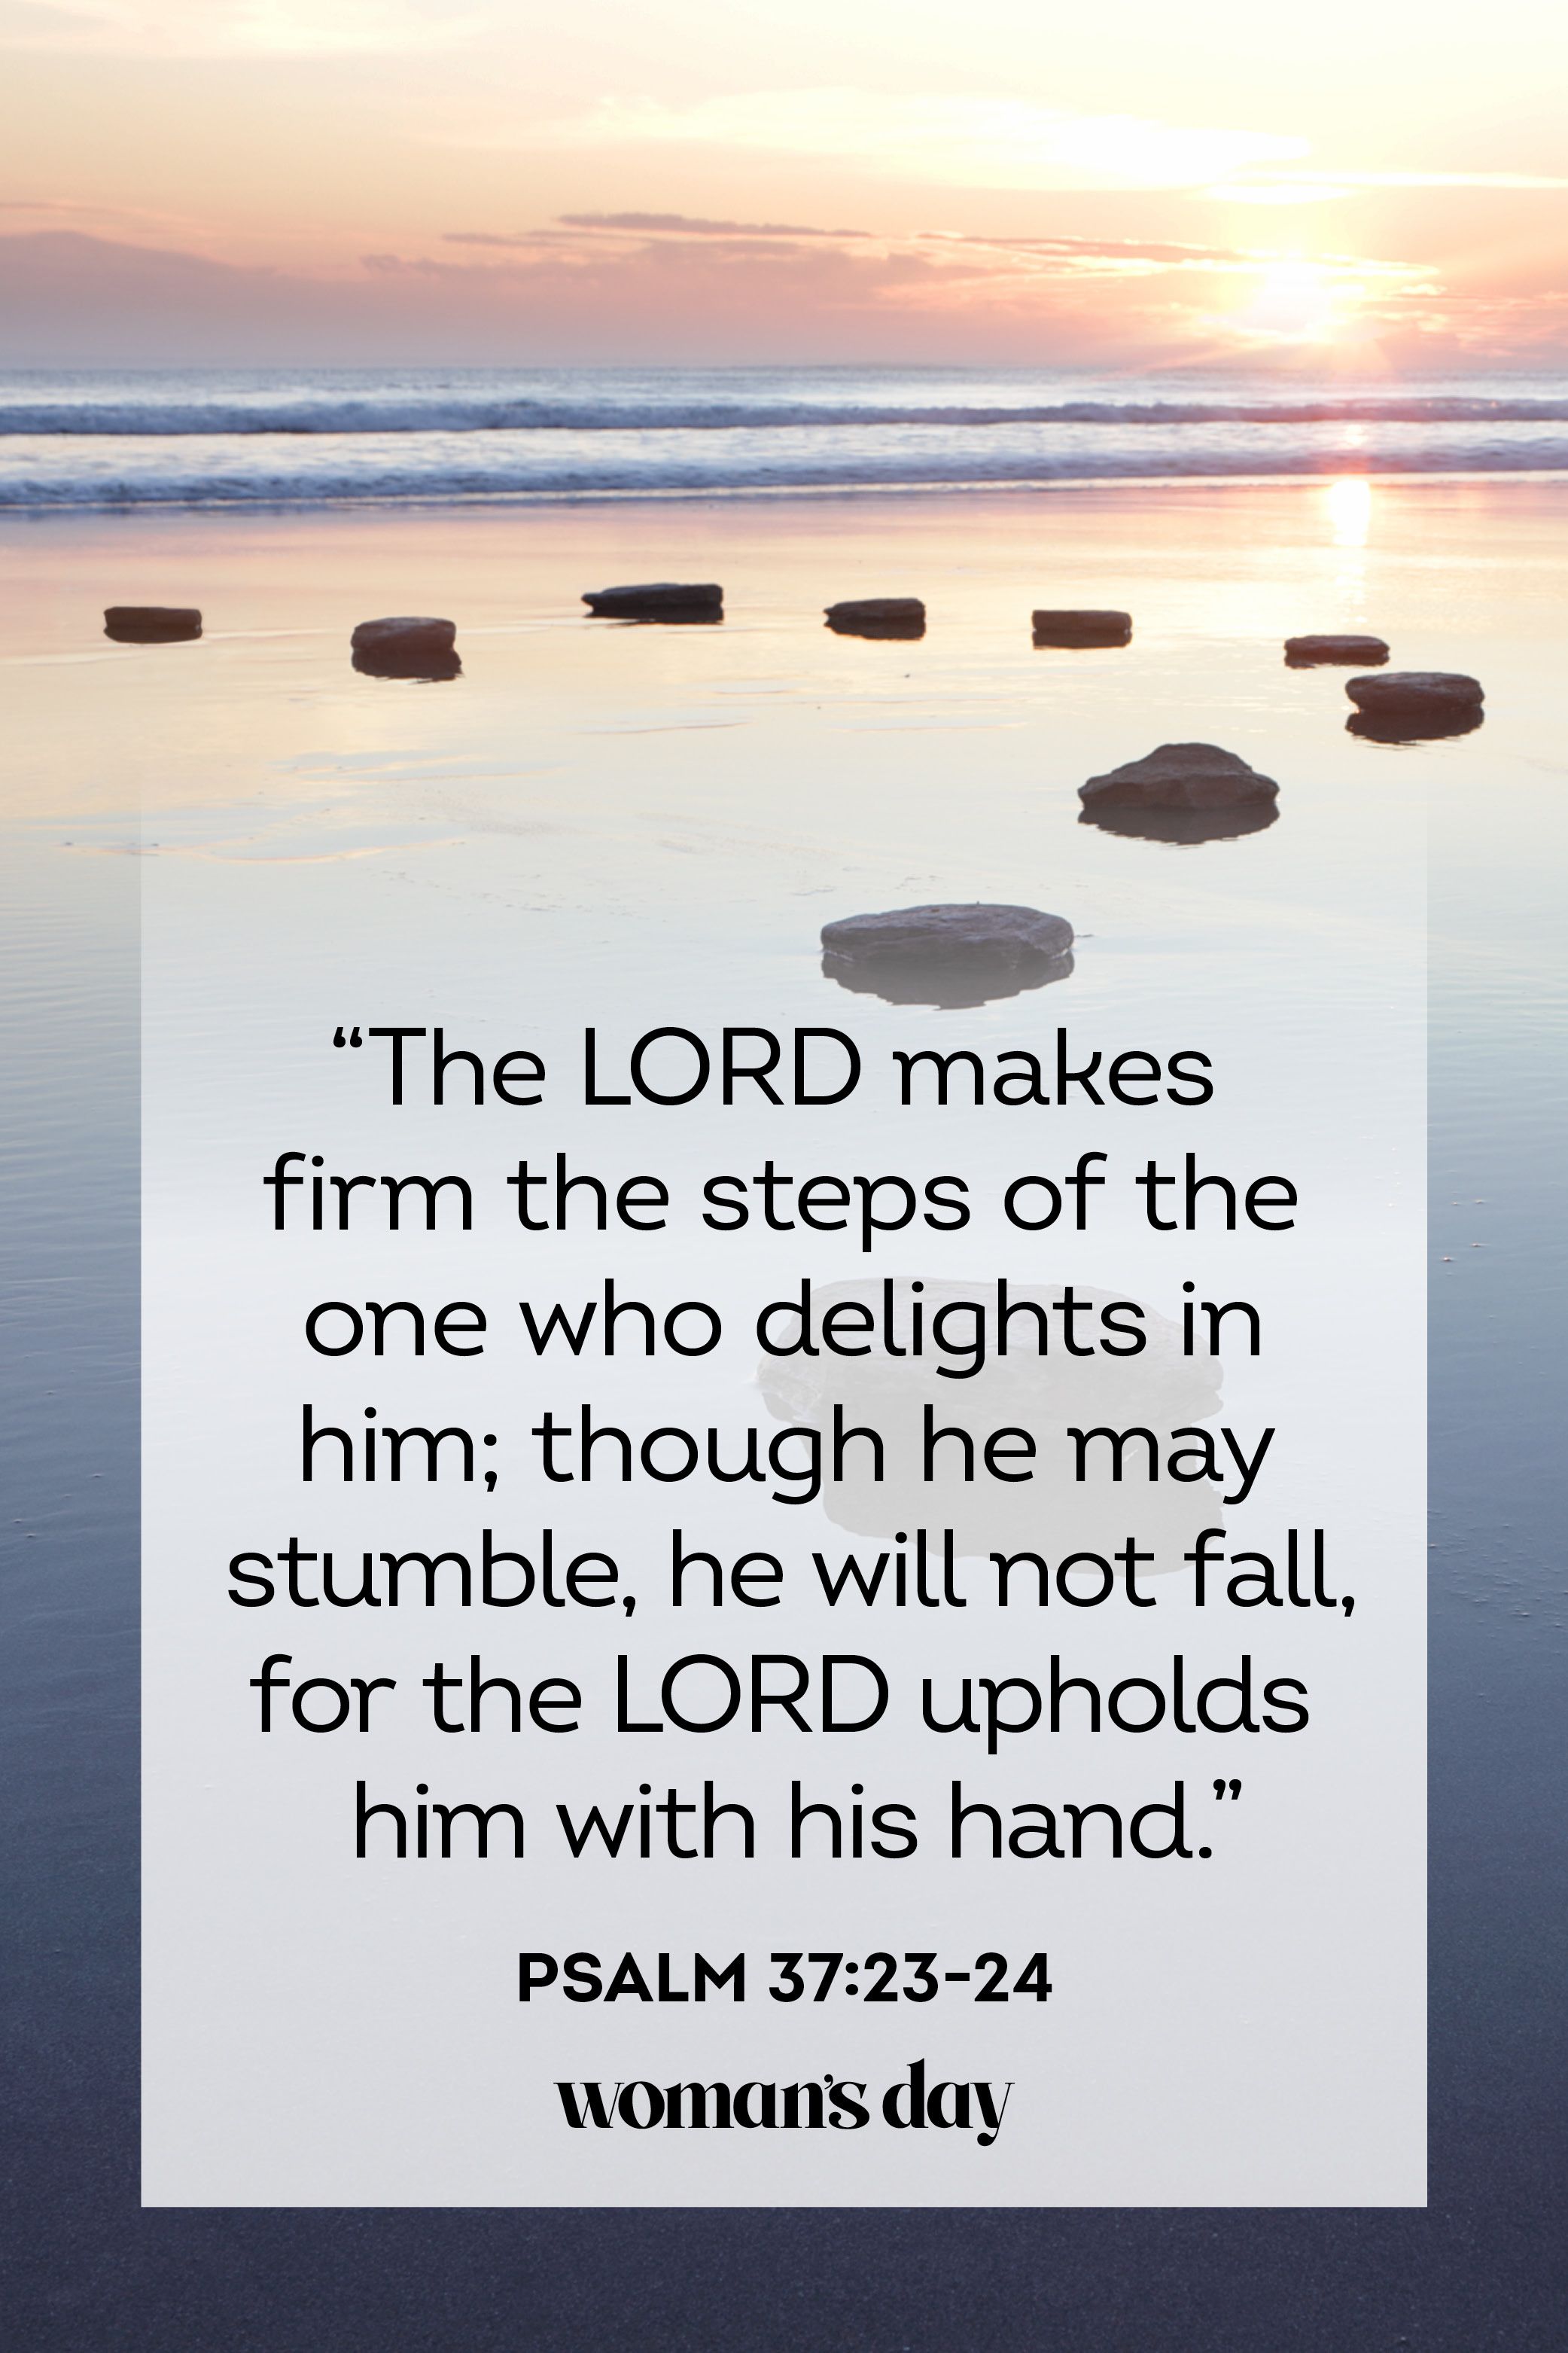 “The LORD makes
firm the steps of the
one who delights in
him; though he may
stumble, he will not fall,
for the LORD upholds
him with his hand.”
PSALM 37:23-24
woman's day